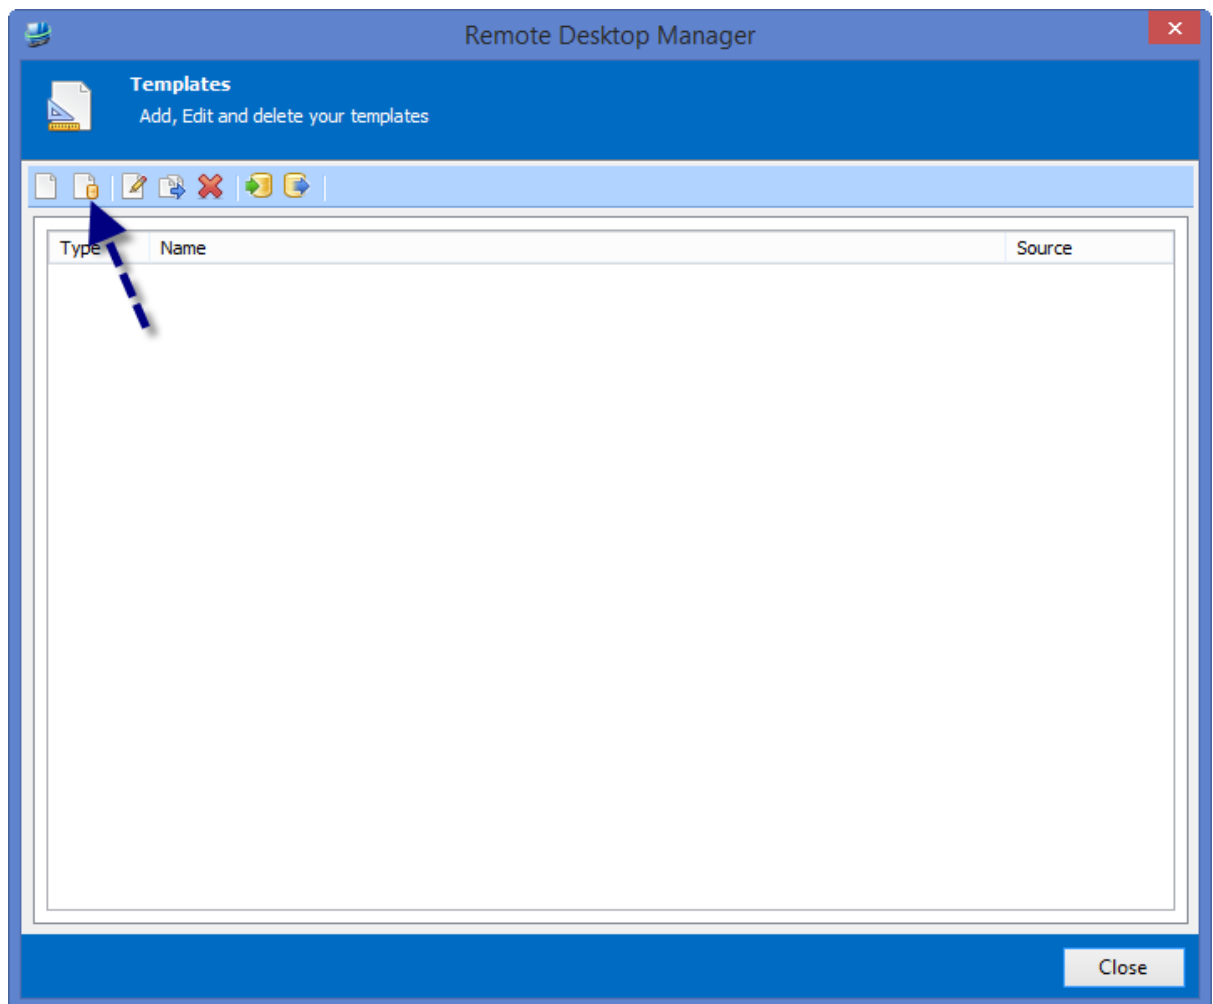 Remote Desktop Manager
Templates
Add, Edit and delete your templates
Type Name Source
Close